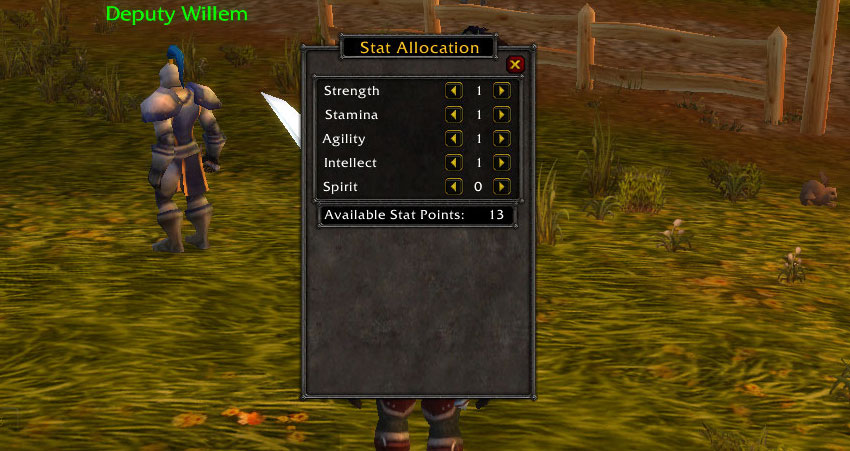 Deputy Willem
Stat Allocation
Strength 1
Stamina 1
Agility 1
Intellect 1
Spirit 0
Available Stat Points: 13